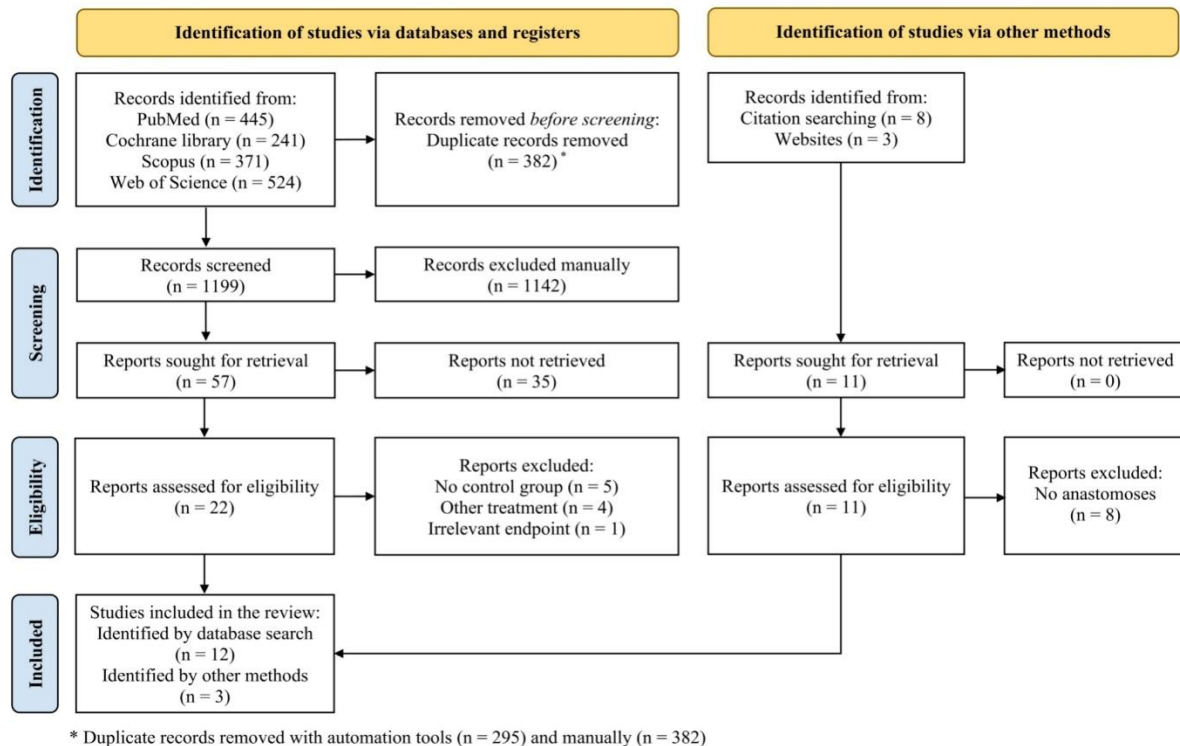 Identification of studies via databases and registers
Identification of studies via other methods
Identification
Records identified from:
PubMed (n = 445)
Cochrane library (n = 241)
Scopus (n = 371)
Web of Science (n = 524)
Records removed before screening:
Duplicate records removed
(n = 382)*
Records identified from:
Citation searching (n = 8)
Websites (n = 3)
Screening
Records screened
(n = 1199)
Records excluded manually
(n = 1142)
Reports sought for retrieval
(n = 57)
Reports not retrieved
(n = 35)
Reports sought for retrieval
(n = 11)
Reports not retrieved
(n = 0)
Eligibility
Reports assessed for eligibility
(n = 22)
Reports excluded:
No control group (n = 5)
Other treatment (n = 4)
Irrelevant endpoint (n = 1)
Reports assessed for eligibility
(n = 11)
Reports excluded:
No anastomoses
(n = 8)
Included
Studies included in the review:
Identified by database search
(n = 12)
Identified by other methods
(n = 3)
* Duplicate records removed with automation tools (n = 295) and manually (n = 382)